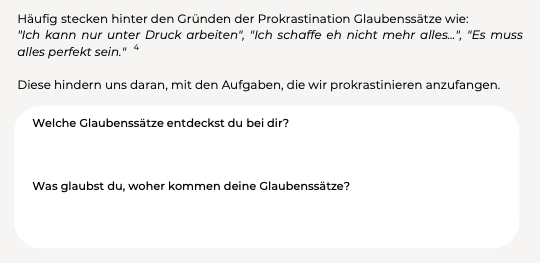 Häufig stecken hinter den Gründen der Prokrastination Glaubenssätze wie:
"Ich kann nur unter Druck arbeiten", "Ich schaffe eh nicht mehr alles...", "Es muss
alles perfekt sein." 4
Diese hindern uns daran, mit den Aufgaben, die wir prokrastinieren anzufangen.
Welche Glaubenssätze entdeckst du bei dir?
Was glaubst du, woher kommen deine Glaubenssätze?